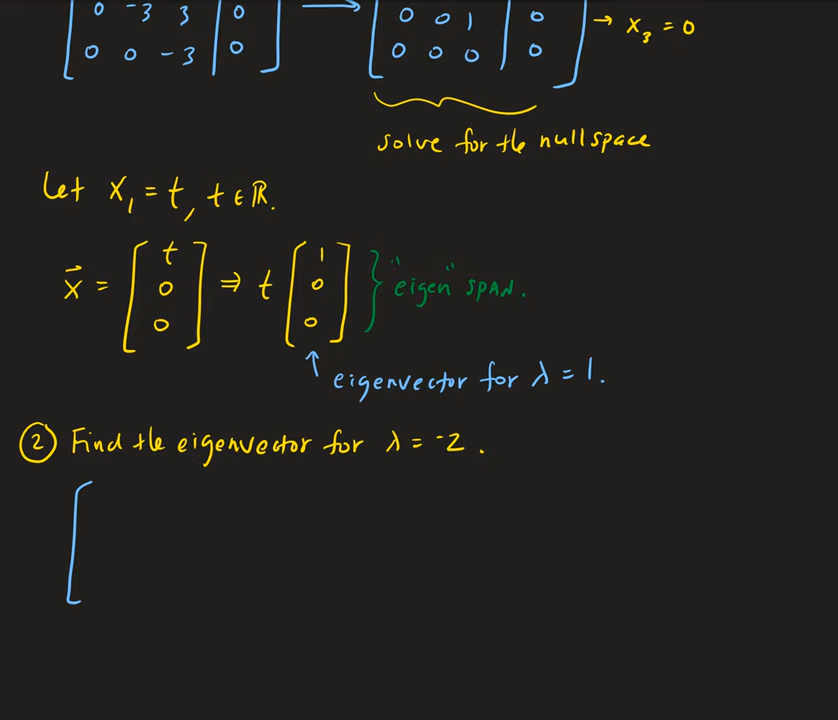 0 -3 3 | 0 → 0 0 1 | 0 → x₃ = 0
0 0 -3 | 0 0 0 0 | 0
solve for the nullspace
Let x₁ = t, t ∈ ℝ.
x⃗ = [t 0 0] ⇒ t [1 0 0] } "eigen" SPAN.
↑ eigenvector for λ = 1.
② Find the eigenvector for λ = -2.
[